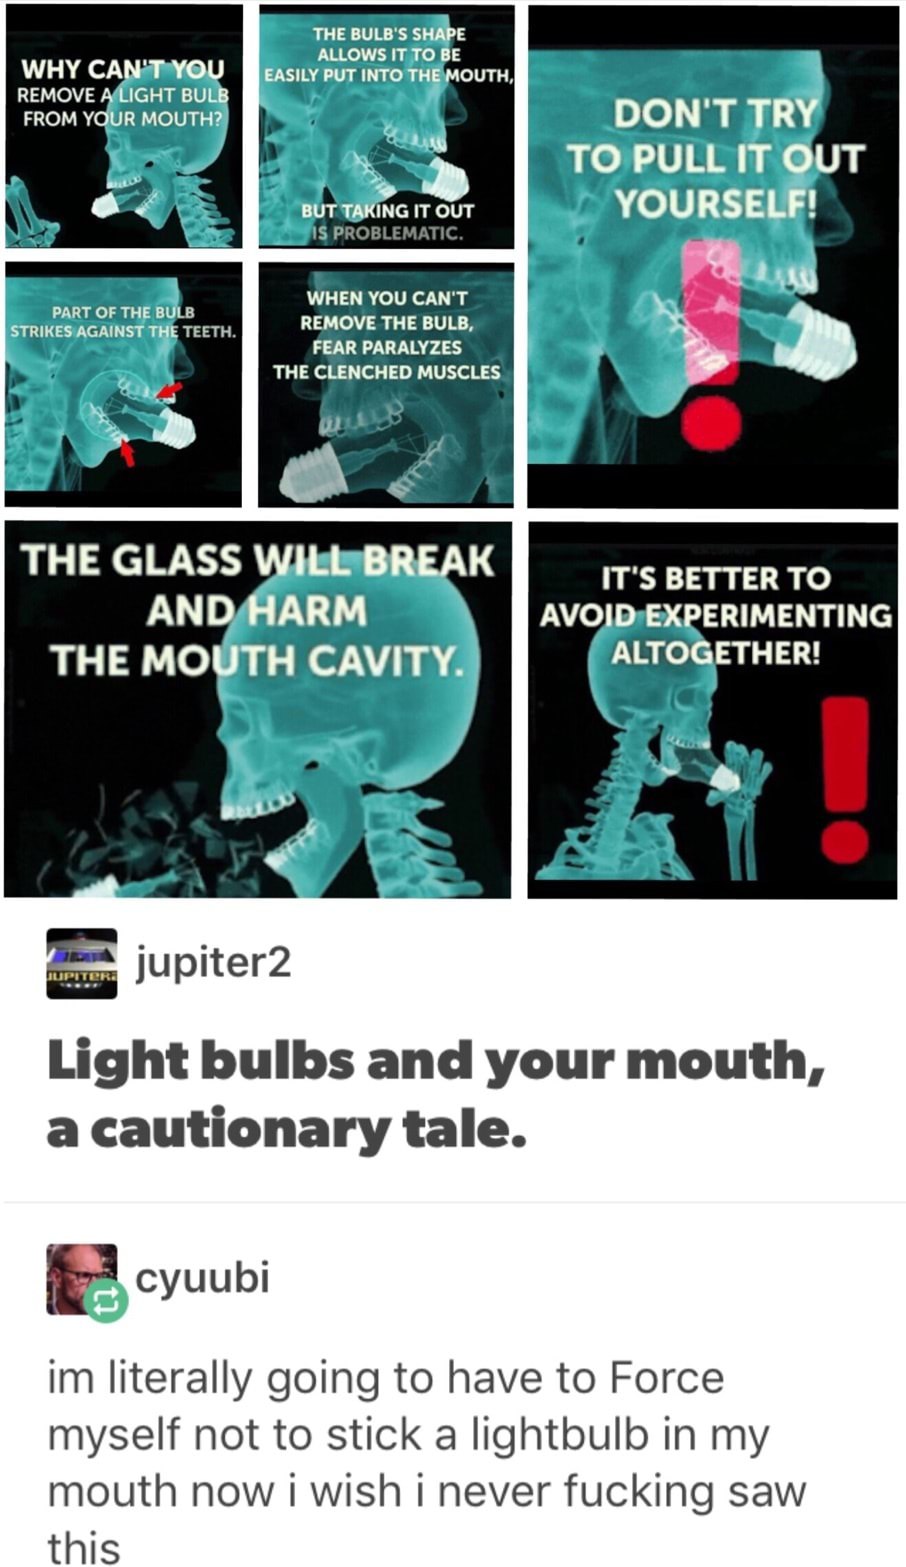 WHY CAN'T YOU
REMOVE A LIGHT BULB
FROM YOUR MOUTH?
THE BULB'S SHAPE
ALLOWS IT TO BE
EASILY PUT INTO THE MOUTH,
BUT TAKING IT OUT
IS PROBLEMATIC.
PART OF THE BULB
STRIKES AGAINST THE TEETH.
WHEN YOU CAN'T
REMOVE THE BULB,
FEAR PARALYZES
THE CLENCHED MUSCLES
DON'T TRY
TO PULL IT OUT
YOURSELF!
THE GLASS WILL BREAK
AND HARM
THE MOUTH CAVITY.
IT'S BETTER TO
AVOID EXPERIMENTING
ALTOGETHER!
JUPITER2
jupiter2
Light bulbs and your mouth,
a cautionary tale.
cyuubi
im literally going to have to Force
myself not to stick a lightbulb in my
mouth now i wish i never fucking saw
this